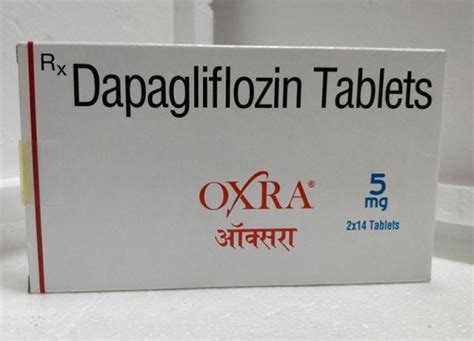 Rx Dapagliflozin Tablets
OXRA®
ऑक्सरा
5
mg
2x14 Tablets